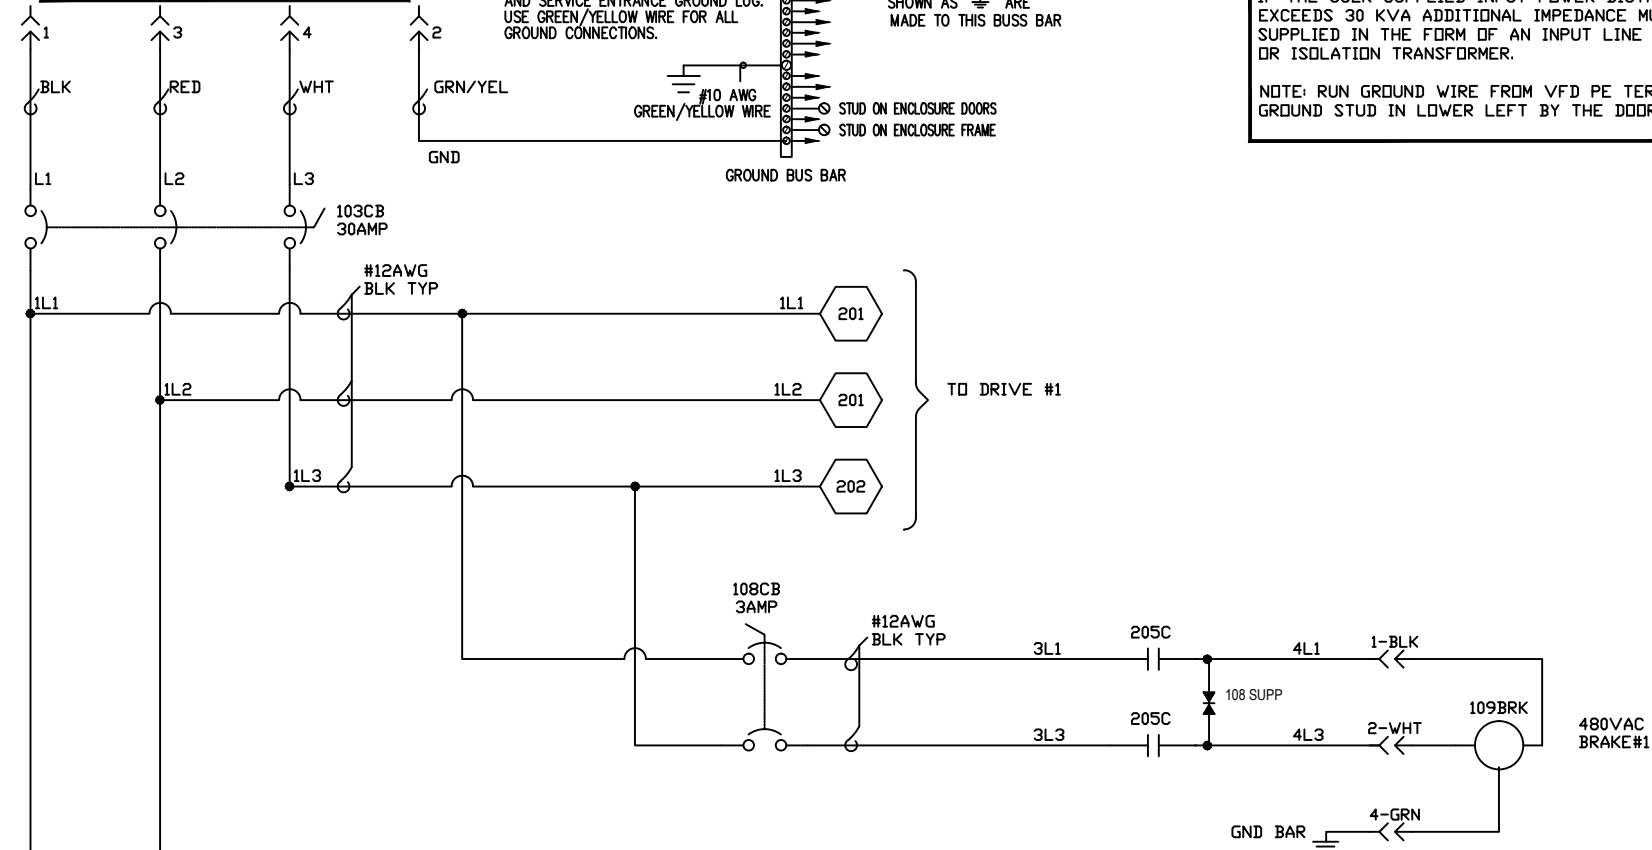 AND SERVICE ENTRANCE GROUND LUG.
USE GREEN/YELLOW WIRE FOR ALL
GROUND CONNECTIONS.
SHOWN AS ARE
MADE TO THIS BUSS BAR
EXCEEDS 30 KVA ADDITIONAL IMPEDANCE
SUPPLIED IN THE FORM OF AN INPUT LINE
OR ISOLATION TRANSFORMER.
NOTE: RUN GROUND WIRE FROM VFD PE
GROUND STUD IN LOWER LEFT BY THE DOOR
1
3
4
2
BLK
RED
WHT
GRN/YEL
#10 AWG
GREEN/YELLOW WIRE
STUD ON ENCLOSURE DOORS
STUD ON ENCLOSURE FRAME
GND
GROUND BUS BAR
L1
L2
L3
103CB
30AMP
#12AWG
BLK TYP
1L1
1L1
201
1L2
1L2
201
TO DRIVE #1
1L3
1L3
202
108CB
3AMP
#12AWG
BLK TYP
3L1
205C
4L1
1-BLK
108 SUPP
3L3
205C
4L3
2-WHT
109BRK
480VAC
BRAKE#1
4-GRN
GND BAR